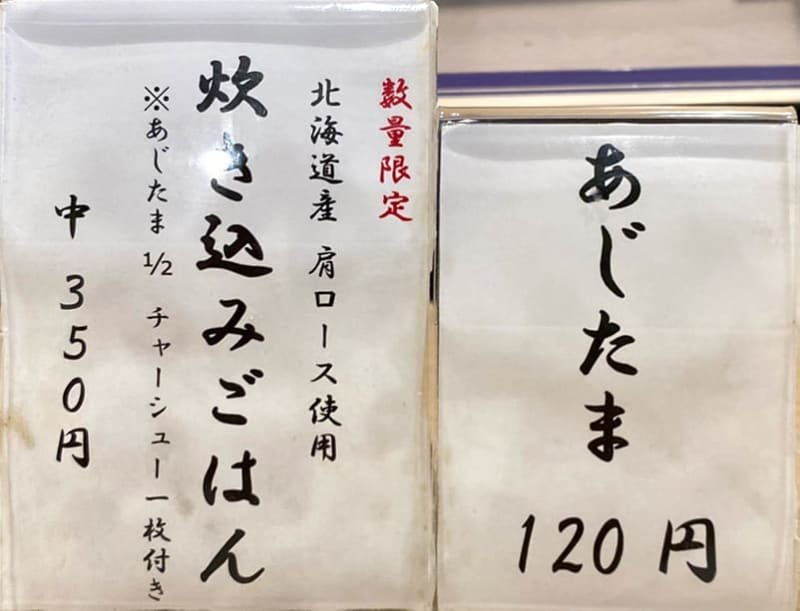 数量限定
北海道産 肩ロース使用
炊き込みごはん
※あじたま 1/2 チャーシュー一枚付き
中 350円
あじたま
120円